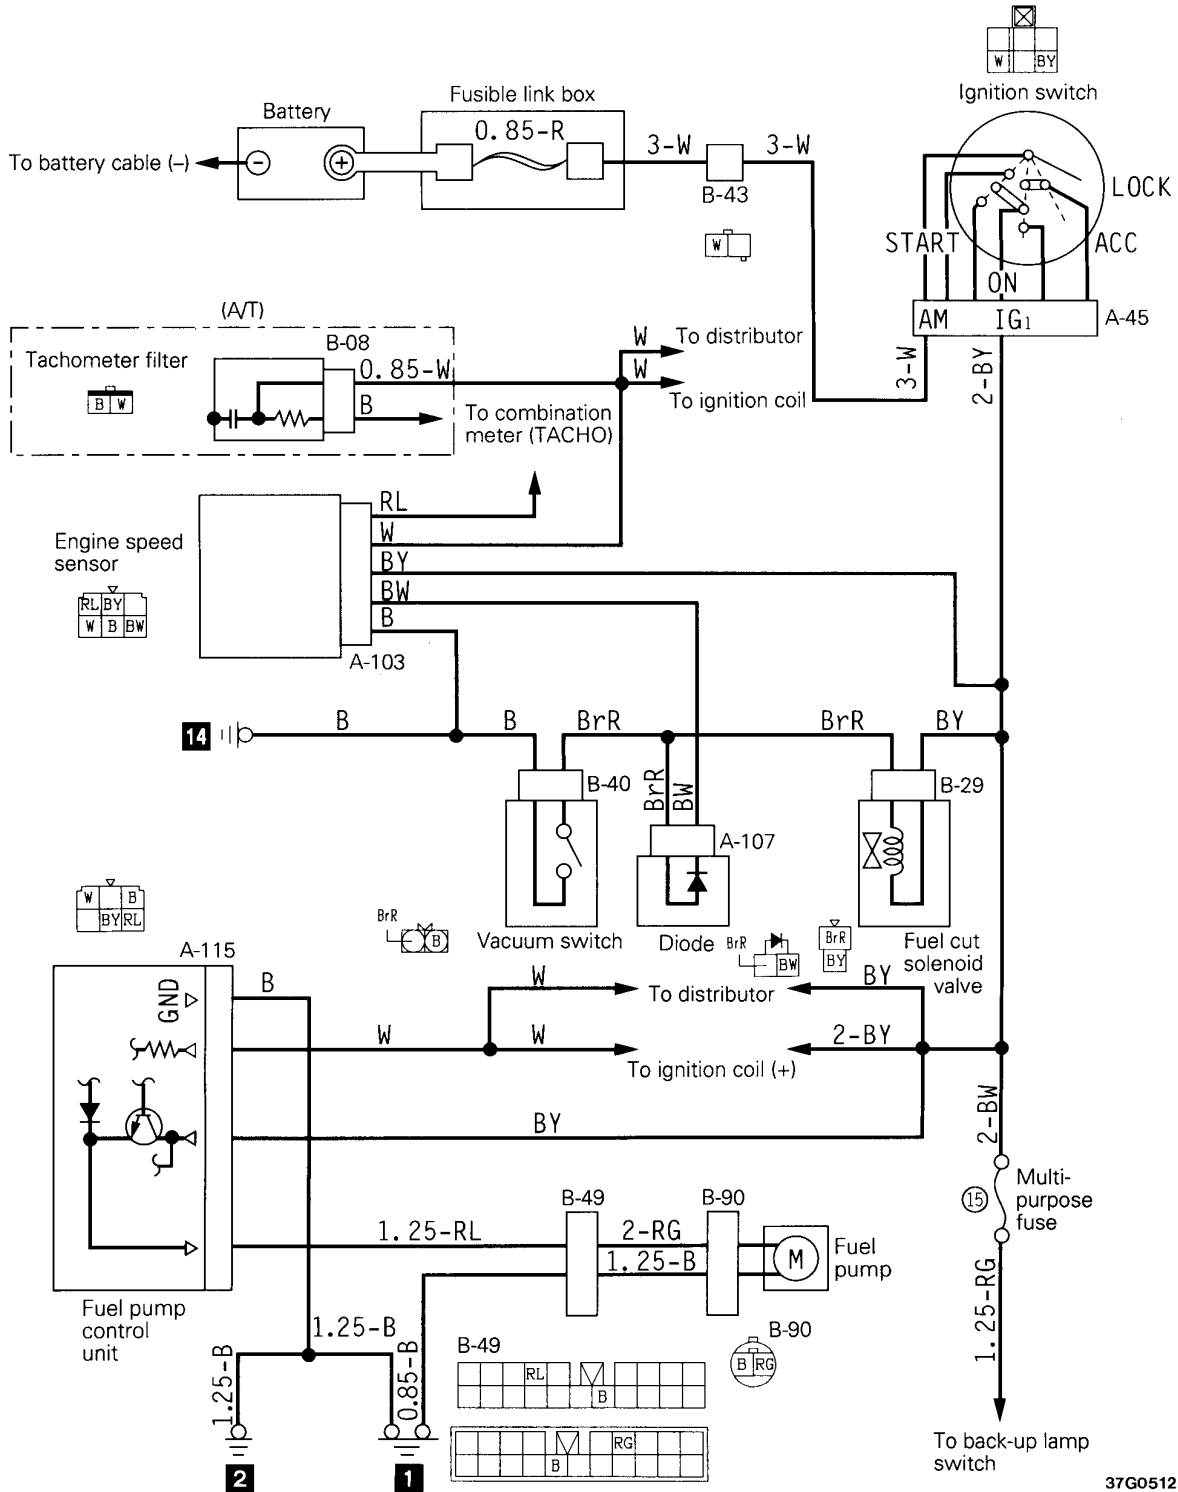 W BY
Ignition switch
Battery
Fusible link box
0.85-R
3-W
3-W
To battery cable (–)
B-43
W
LOCK
START
ACC
ON
AM IG1
A-45
3-W
2-BY
(A/T)
Tachometer filter
B W
B-08
0.85-W
B
W
To distributor
W
To ignition coil
To combination
meter (TACHO)
Engine speed
sensor
RL BY
W B BW
RL
W
BY
BW
B
A-103
14
B
B
BrR
BrR
BY
B-40
BrR
BW
A-107
B-29
W B
BY RL
BrR
B
Vacuum switch
Diode
BrR
BW
BrR
BY
Fuel cut
solenoid
valve
A-115
GND
B
W
W
To distributor
BY
W
To ignition coil (+)
2-BY
BY
2-BW
15
Multi-
purpose
fuse
1.25-RL
B-49
2-RG
1.25-B
B-90
M
Fuel
pump
Fuel pump
control
unit
1.25-B
1.25-B
0.85-B
B-49
RL
B
RG
B
B-90
B RG
1.25-RG
2
1
To back-up lamp
switch
37G0512